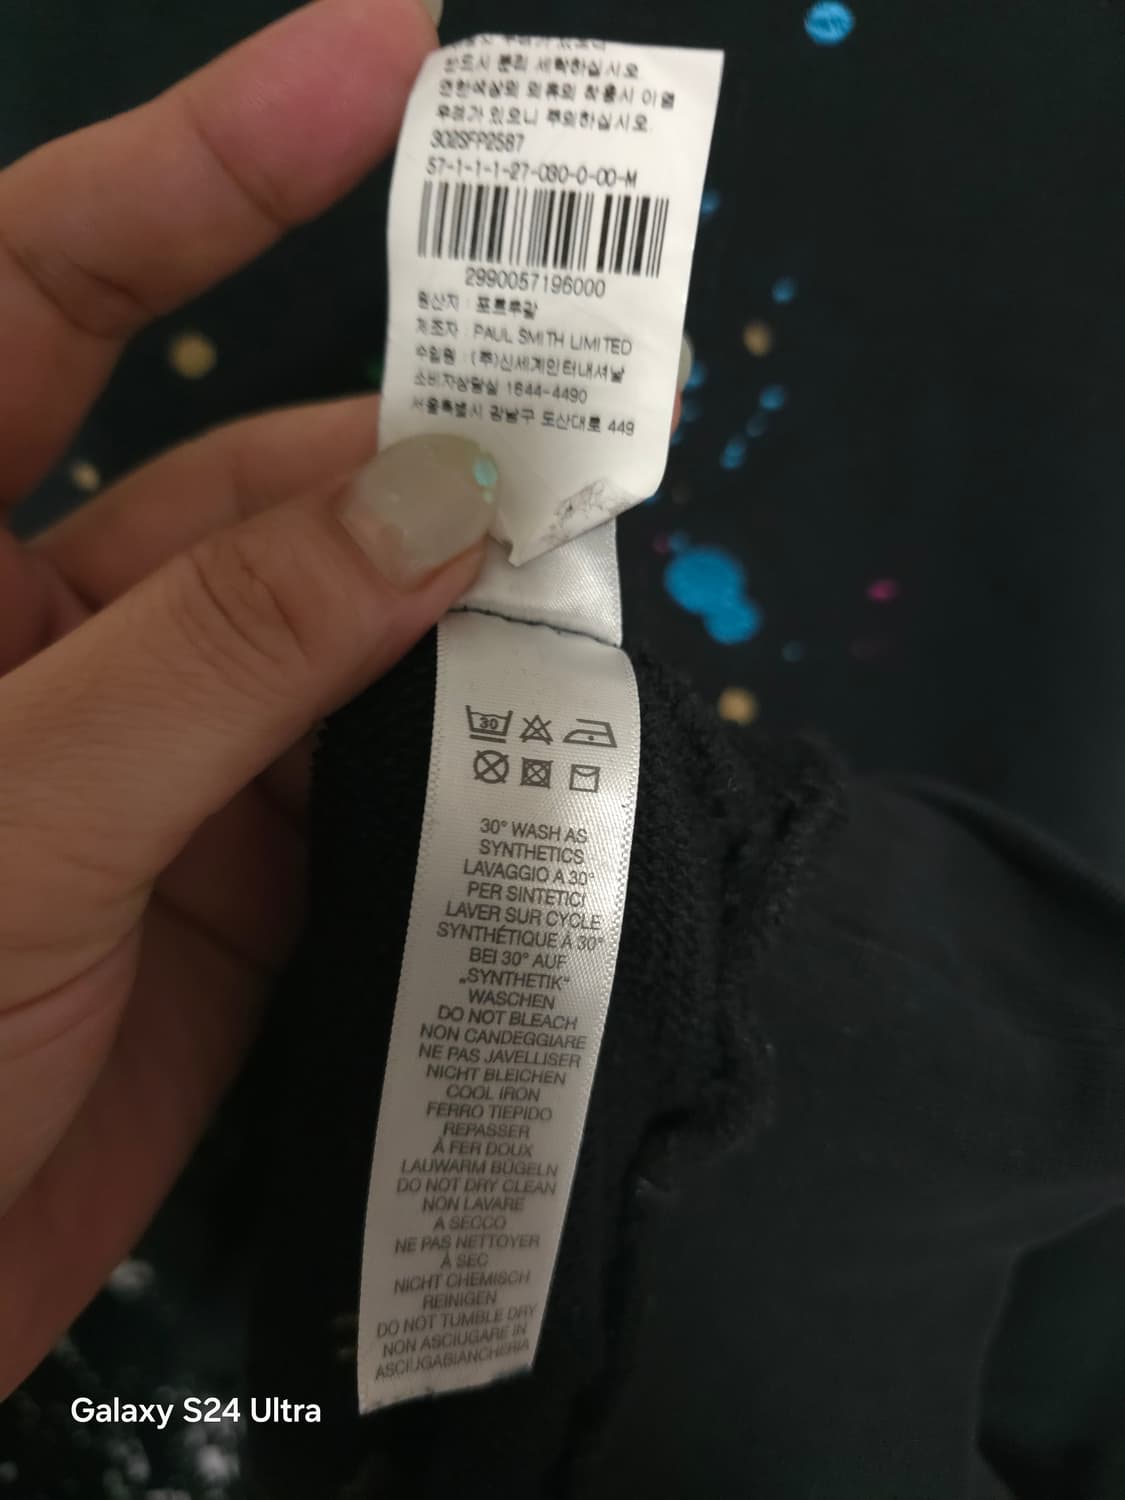 반드시 분리 세탁하십시오
연한색상의 의류의 착용시 이염
우려가 있으니 주의하십시오.
302SFP2587
57-1-1-1-27-030-0-00-M
2990057196000
원산지 : 포르투갈
제조자 : PAUL SMITH LIMITED
수입원 : (주)신세계인터내셔날
소비자상담실 1644-4490
서울특별시 강남구 도산대로 449
30
30° WASH AS
SYNTHETICS
LAVAGGIO A 30°
PER SINTETICI
LAVER SUR CYCLE
SYNTHÉTIQUE À 30°
BEI 30° AUF
„SYNTHETIK“
WASCHEN
DO NOT BLEACH
NON CANDEGGIARE
NE PAS JAVELLISER
NICHT BLEICHEN
COOL IRON
FERRO TIEPIDO
REPASSER
À FER DOUX
LAUWARM BÜGELN
DO NOT DRY CLEAN
NON LAVARE
A SECCO
NE PAS NETTOYER
À SEC
NICHT CHEMISCH
REINIGEN
DO NOT TUMBLE DRY
NON ASCIUGARE IN
ASCIUGABIANCHERIA
Galaxy S24 Ultra